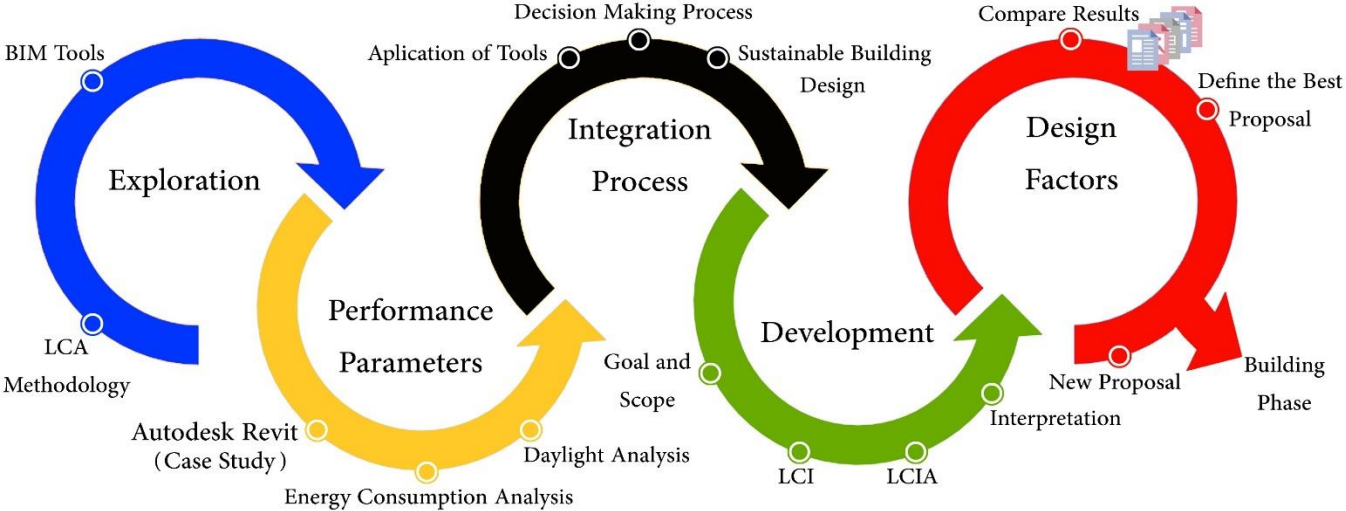 BIM Tools
Exploration
LCA
Methodology
Performance
Parameters
Autodesk Revit
(Case Study)
Energy Consumption Analysis
Daylight Analysis
Decision Making Process
Aplication of Tools
Sustainable Building
Design
Integration
Process
Development
Goal and
Scope
LCI
LCIA
Interpretation
Compare Results
Define the Best
Proposal
Design
Factors
New Proposal
Building
Phase